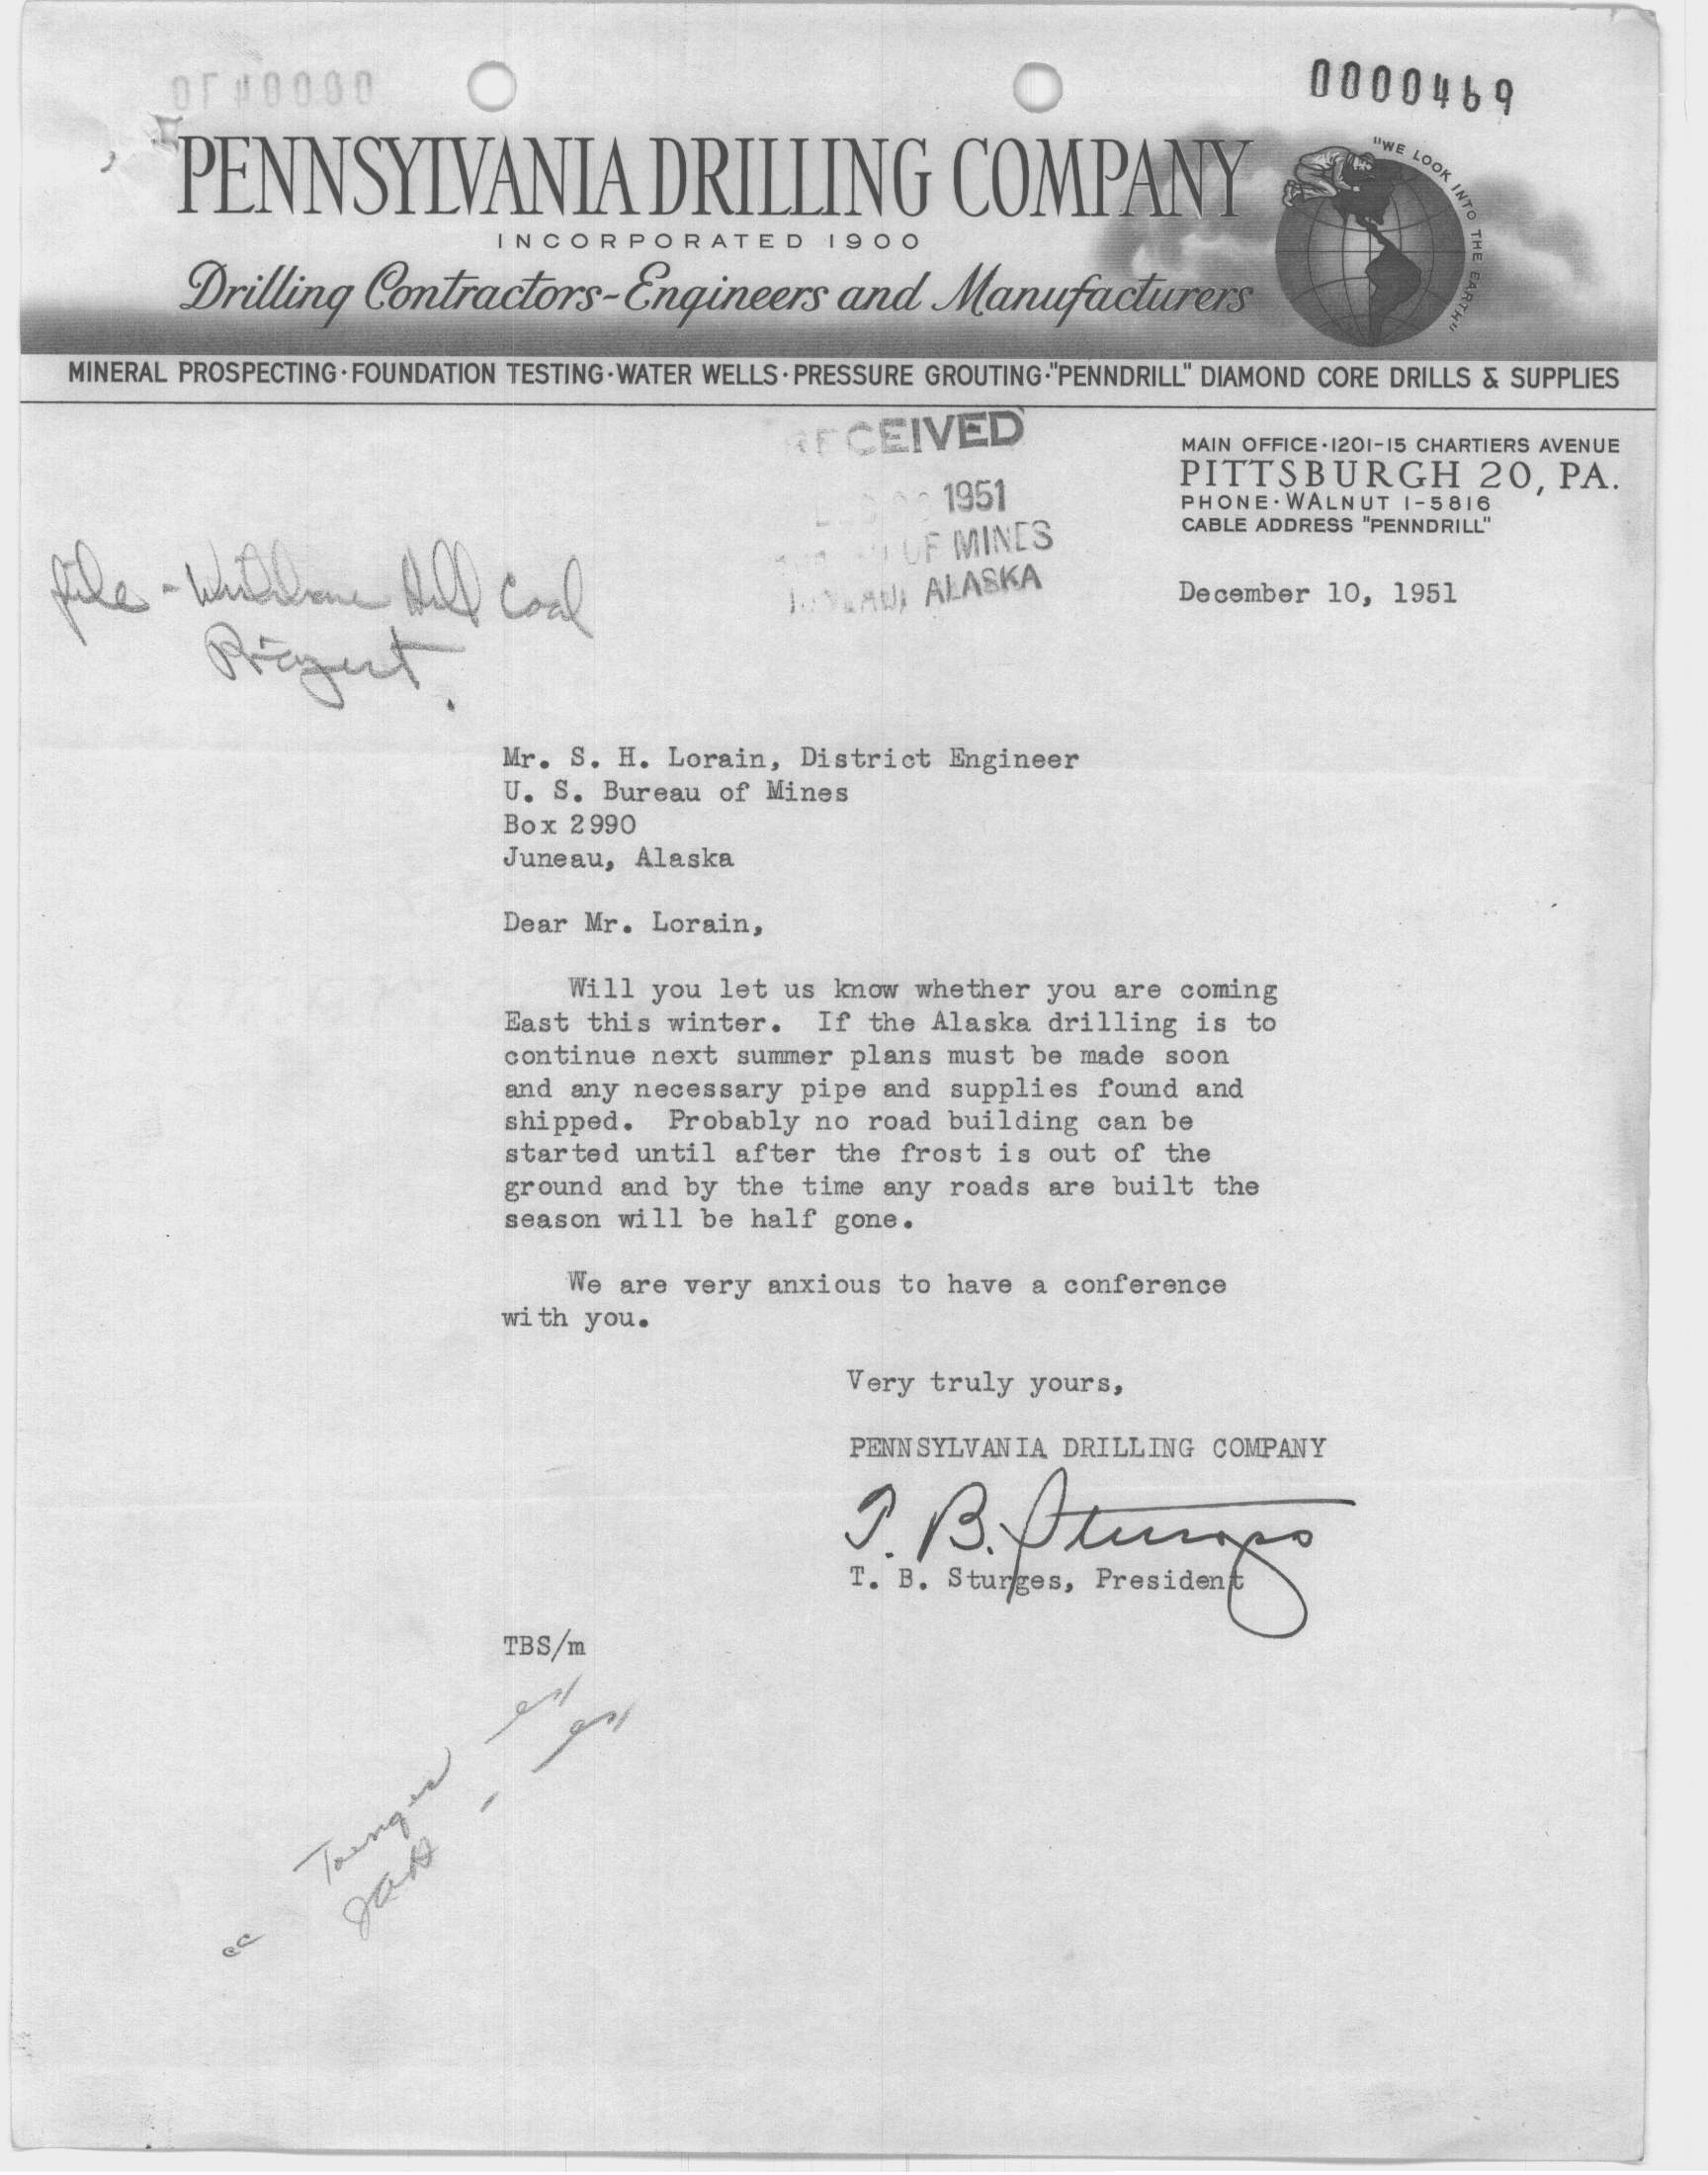 0000469
PENNSYLVANIA DRILLING COMPANY
INCORPORATED 1900
Drilling Contractors-Engineers and Manufacturers
"WE LOOK INTO THE EARTH"
MINERAL PROSPECTING·FOUNDATION TESTING·WATER WELLS·PRESSURE GROUTING·"PENNDRILL" DIAMOND CORE DRILLS & SUPPLIES
RECEIVED
1951
OF MINES
JUNEAU, ALASKA
MAIN OFFICE·1201-15 CHARTIERS AVENUE
PITTSBURGH 20, PA.
PHONE·WALNUT 1-5816
CABLE ADDRESS "PENNDRILL"
December 10, 1951
file - Wishbone Hill Coal
Project.
Mr. S. H. Lorain, District Engineer
U. S. Bureau of Mines
Box 2990
Juneau, Alaska
Dear Mr. Lorain,
Will you let us know whether you are coming
East this winter. If the Alaska drilling is to
continue next summer plans must be made soon
and any necessary pipe and supplies found and
shipped. Probably no road building can be
started until after the frost is out of the
ground and by the time any roads are built the
season will be half gone.
We are very anxious to have a conference
with you.
Very truly yours,
PENNSYLVANIA DRILLING COMPANY
T. B. Sturges
T. B. Sturges, President
TBS/m
cc